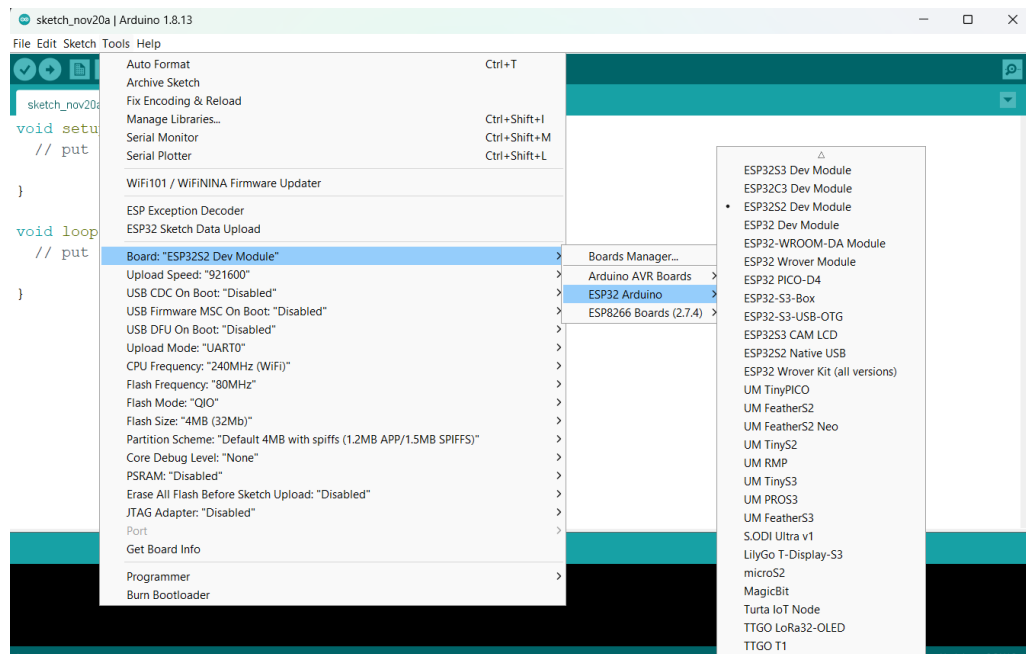 sketch_nov20a | Arduino 1.8.13
File Edit Sketch Tools Help
sketch_nov20a
void setu
// put
}
void loop
// put
}
Auto Format Ctrl+T
Archive Sketch
Fix Encoding & Reload
Manage Libraries... Ctrl+Shift+I
Serial Monitor Ctrl+Shift+M
Serial Plotter Ctrl+Shift+L
WiFi101 / WiFiNINA Firmware Updater
ESP Exception Decoder
ESP32 Sketch Data Upload
Board: "ESP32S2 Dev Module"
Upload Speed: "921600"
USB CDC On Boot: "Disabled"
USB Firmware MSC On Boot: "Disabled"
USB DFU On Boot: "Disabled"
Upload Mode: "UART0"
CPU Frequency: "240MHz (WiFi)"
Flash Frequency: "80MHz"
Flash Mode: "QIO"
Flash Size: "4MB (32Mb)"
Partition Scheme: "Default 4MB with spiffs (1.2MB APP/1.5MB SPIFFS)"
Core Debug Level: "None"
PSRAM: "Disabled"
Erase All Flash Before Sketch Upload: "Disabled"
JTAG Adapter: "Disabled"
Port
Get Board Info
Programmer
Burn Bootloader
Boards Manager...
Arduino AVR Boards
ESP32 Arduino
ESP8266 Boards (2.7.4)
ESP32S3 Dev Module
ESP32C3 Dev Module
ESP32S2 Dev Module
ESP32 Dev Module
ESP32-WROOM-DA Module
ESP32 Wrover Module
ESP32 PICO-D4
ESP32-S3-Box
ESP32-S3-USB-OTG
ESP32S3 CAM LCD
ESP32S2 Native USB
ESP32 Wrover Kit (all versions)
UM TinyPICO
UM FeatherS2
UM FeatherS2 Neo
UM TinyS2
UM RMP
UM TinyS3
UM PROS3
UM FeatherS3
S.ODI Ultra v1
LilyGo T-Display-S3
microS2
MagicBit
Turta IoT Node
TTGO LoRa32-OLED
TTGO T1